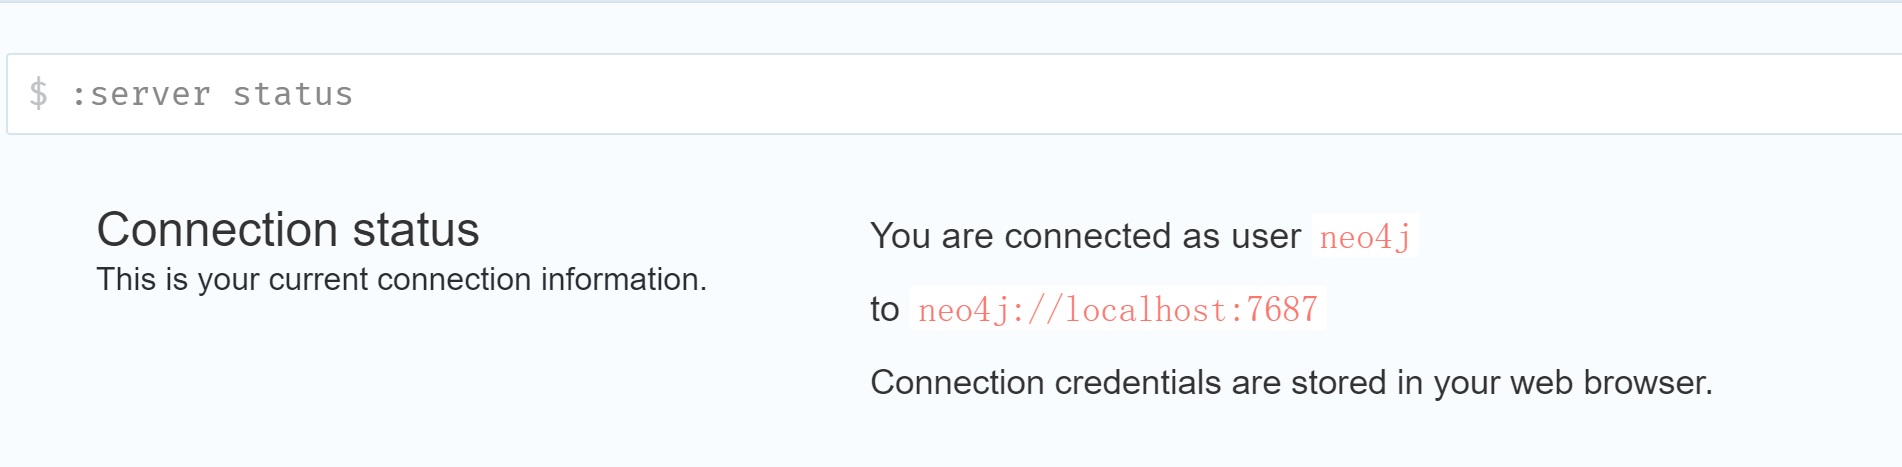 $ :server status
Connection status
This is your current connection information.
You are connected as user neo4j
to neo4j://localhost:7687
Connection credentials are stored in your web browser.